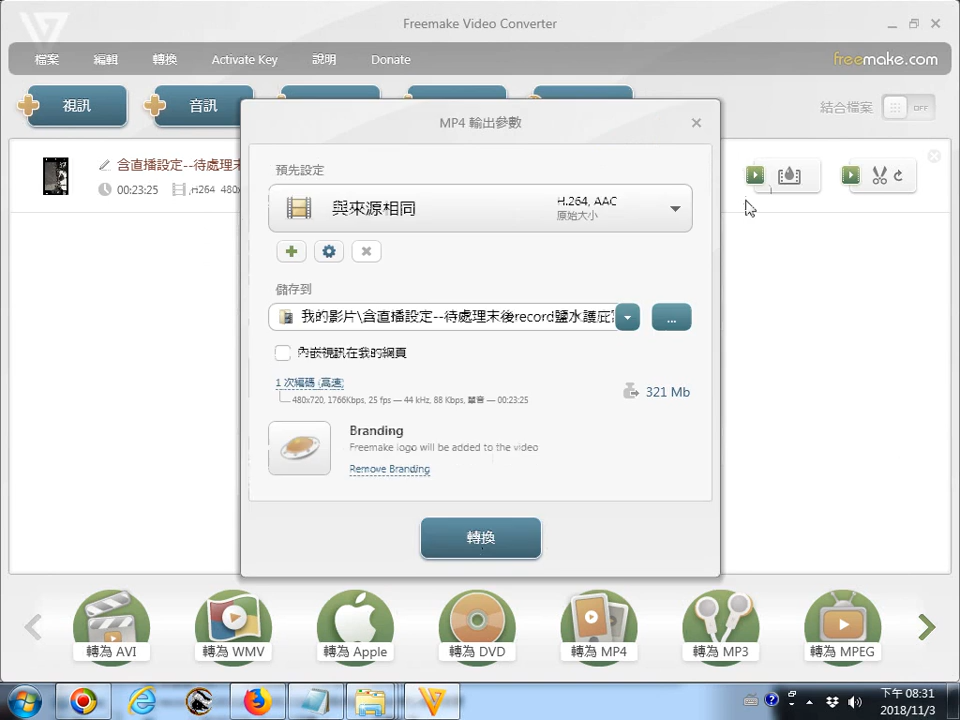 Freemake Video Converter
檔案 編輯 轉換 Activate Key 說明 Donate
freemake.com
視訊 音訊
結合檔案 OFF
含直播設定--待處理末
00:23:25 H264 480
MP4 輸出參數
預先設定
與來源相同
H.264, AAC
原始大小
儲存到
我的影片\含直播設定--待處理末後record鹽水護庇宮
...
內嵌視訊在我的網頁
1 次編碼 (高速)
480x720, 1766Kbps, 25 fps — 44 kHz, 88 Kbps, 單音 — 00:23:25
321 Mb
Branding
Freemake logo will be added to the video
Remove Branding
轉換
轉為 AVI
轉為 WMV
轉為 Apple
轉為 DVD
轉為 MP4
轉為 MP3
轉為 MPEG
下午 08:31
2018/11/3